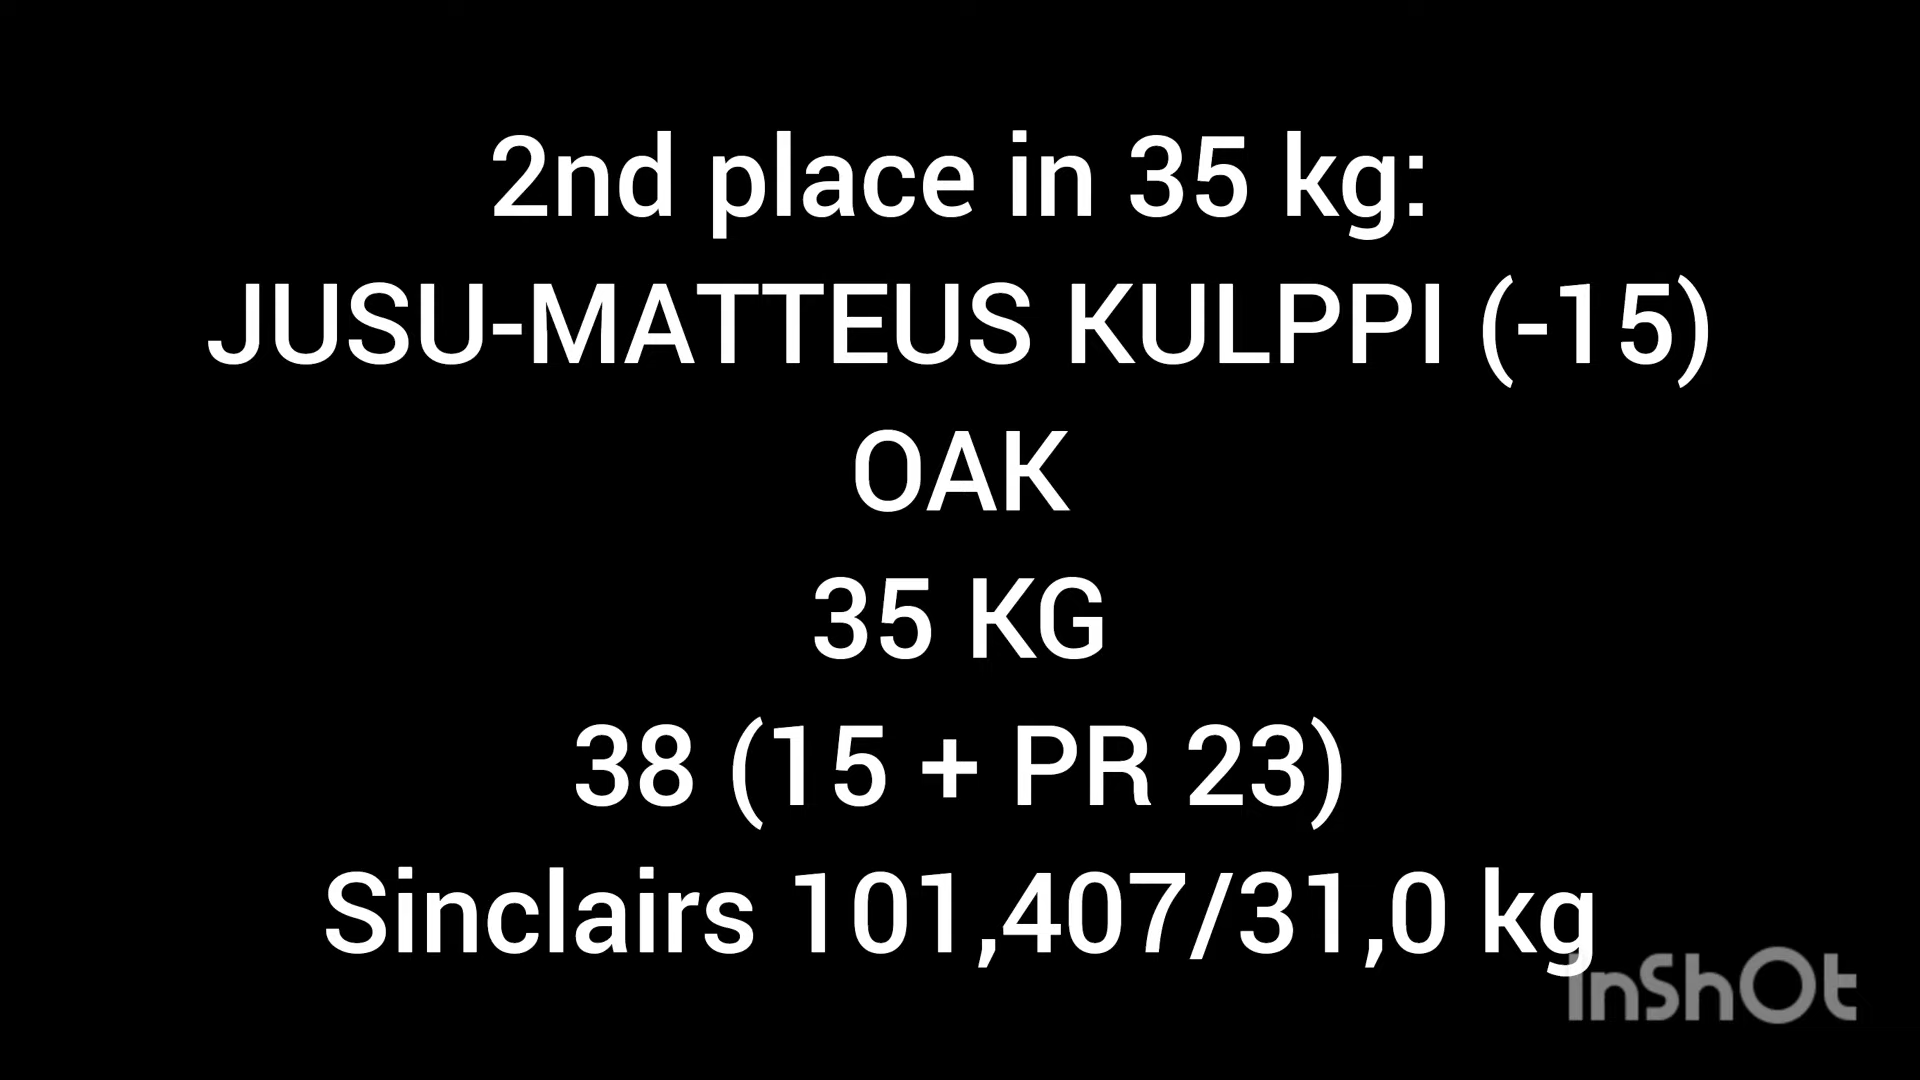 2nd place in 35 kg:
JUSU-MATTEUS KULPPI (-15)
OAK
35 KG
38 (15 + PR 23)
Sinclairs 101,407/31,0 kg
InShOt